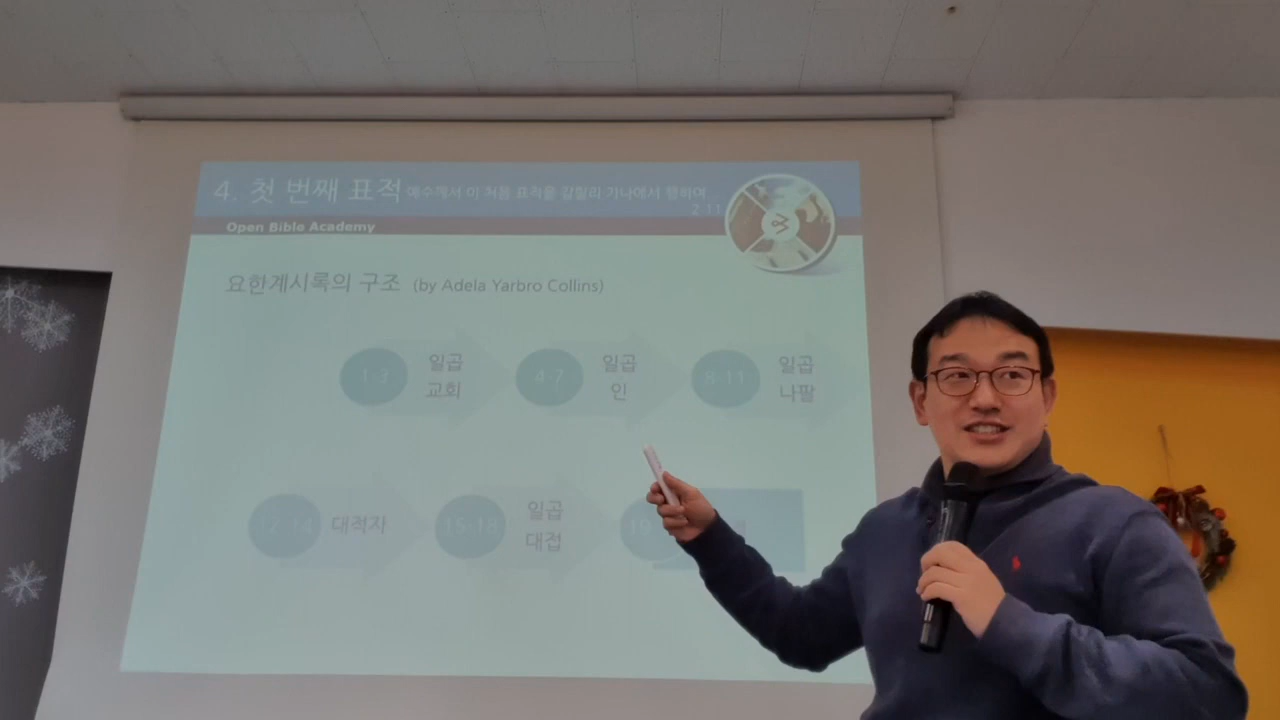 4. 첫 번째 표적 예수께서 이 처음 표적을 갈릴리 가나에서 행하여
2:11
Open Bible Academy
요한계시록의 구조 (by Adela Yarbro Collins)
1-3 일곱 교회
4-7 일곱 인
8-11 일곱 나팔
12-14 대적자
15-18 일곱 대접
19